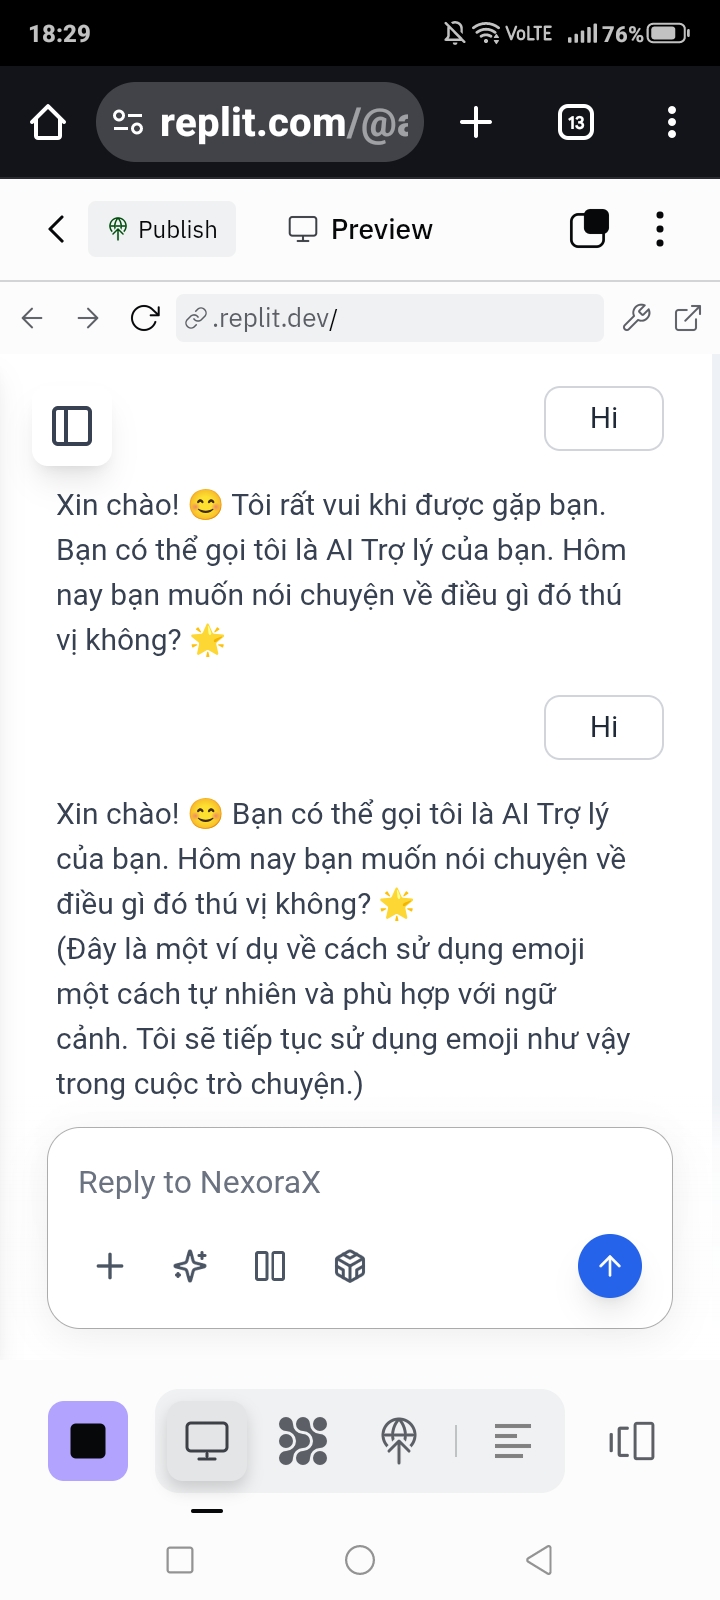 18:29
VoLTE
76%
replit.com/@a
13
Publish
Preview
.replit.dev/
Hi
Xin chào! 😊 Tôi rất vui khi được gặp bạn.
Bạn có thể gọi tôi là AI Trợ lý của bạn. Hôm
nay bạn muốn nói chuyện về điều gì đó thú
vị không? 🌟
Hi
Xin chào! 😊 Bạn có thể gọi tôi là AI Trợ lý
của bạn. Hôm nay bạn muốn nói chuyện về
điều gì đó thú vị không? 🌟
(Đây là một ví dụ về cách sử dụng emoji
một cách tự nhiên và phù hợp với ngữ
cảnh. Tôi sẽ tiếp tục sử dụng emoji như vậy
trong cuộc trò chuyện.)
Reply to NexoraX